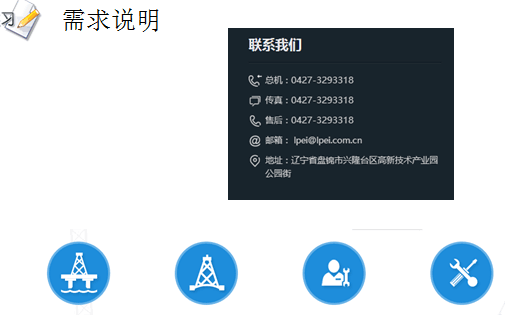 需求说明
联系我们
总机：0427-3293318
传真：0427-3293318
售后：0427-3293318
邮箱： lpei@lpei.com.cn
地址：辽宁省盘锦市兴隆台区高新技术产业园
公园街